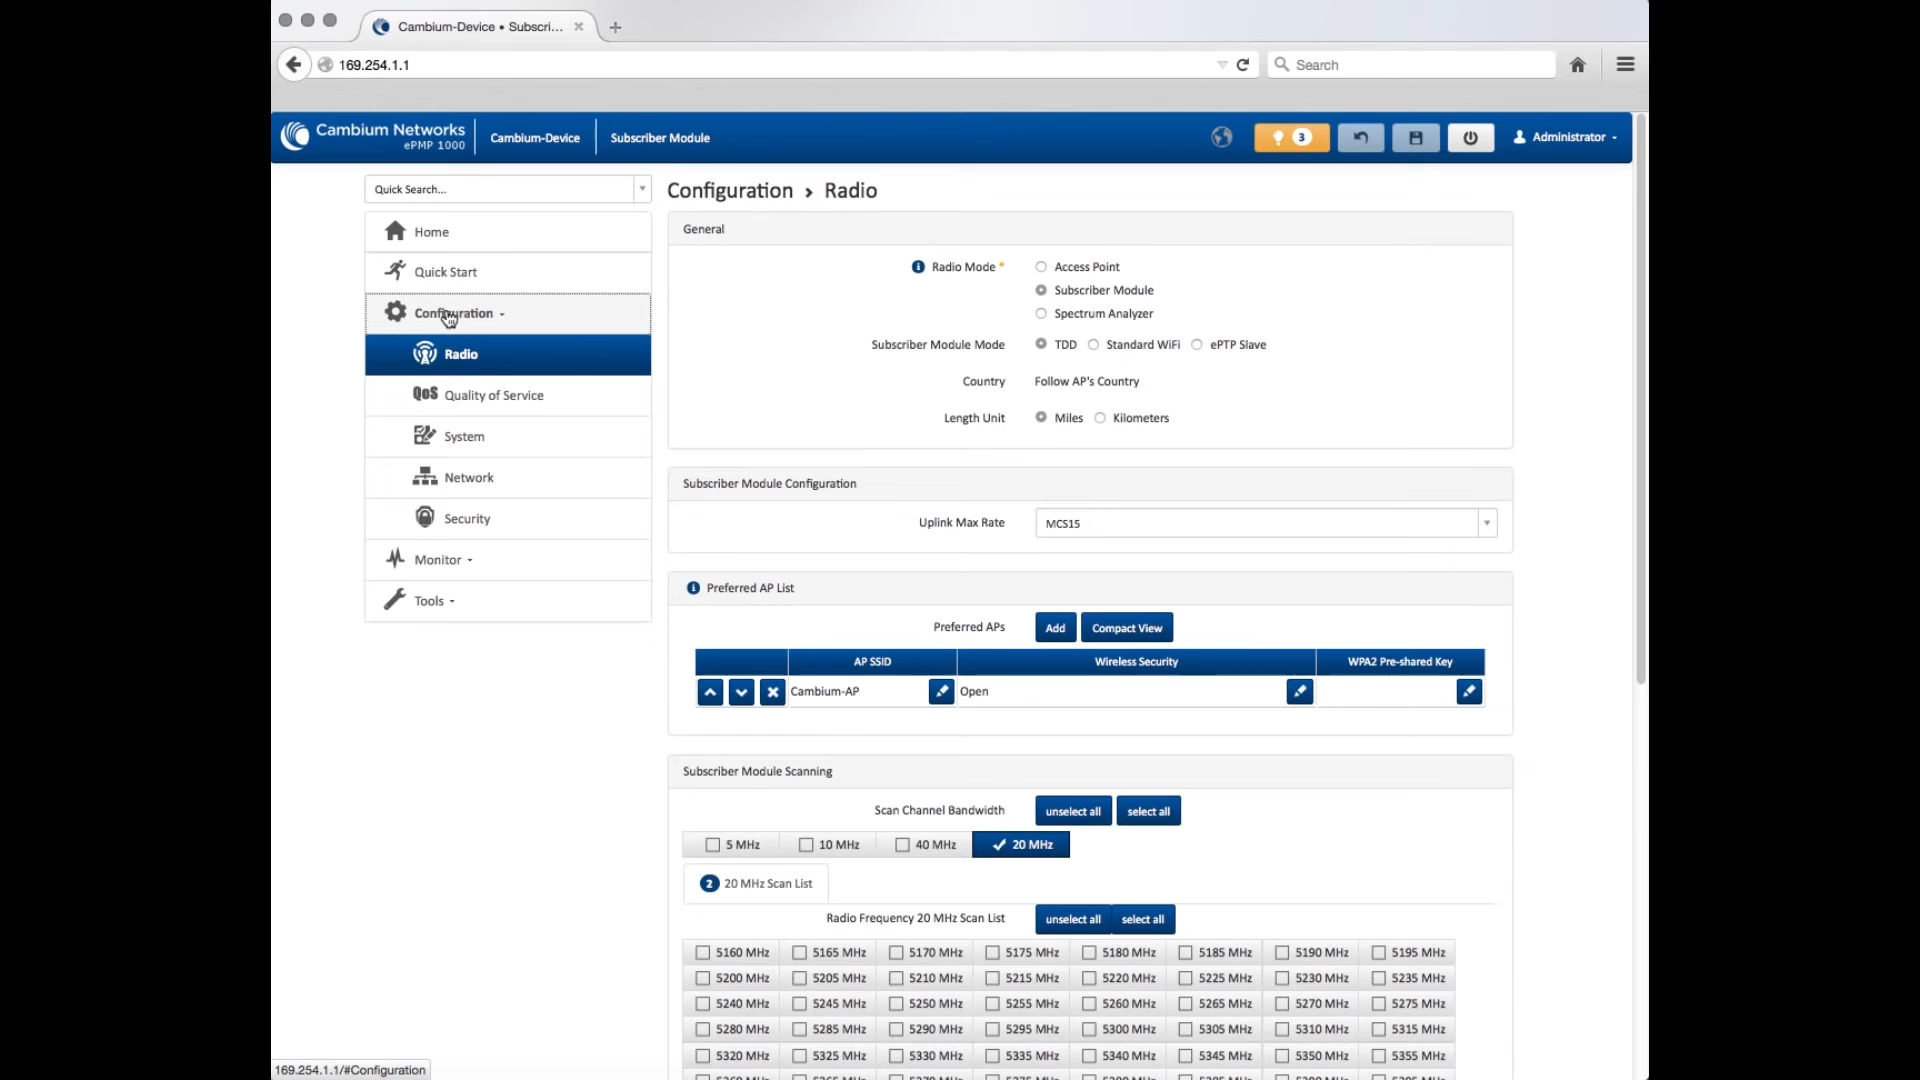 Cambium-Device • Subscri...
169.254.1.1
Search
Cambium Networks
ePMP 1000
Cambium-Device
Subscriber Module
3
Administrator
Quick Search...
Configuration › Radio
Home
Quick Start
Configuration
Radio
QoS Quality of Service
System
Network
Security
Monitor
Tools
General
Radio Mode *
Access Point
Subscriber Module
Spectrum Analyzer
Subscriber Module Mode
TDD Standard WiFi ePTP Slave
Country
Follow AP's Country
Length Unit
Miles Kilometers
Subscriber Module Configuration
Uplink Max Rate
MCS15
Preferred AP List
Preferred APs
Add Compact View
AP SSID Wireless Security WPA2 Pre-shared Key
Cambium-AP Open
Subscriber Module Scanning
Scan Channel Bandwidth
unselect all select all
5 MHz 10 MHz 40 MHz 20 MHz
2 20 MHz Scan List
Radio Frequency 20 MHz Scan List
unselect all select all
5160 MHz 5165 MHz 5170 MHz 5175 MHz 5180 MHz 5185 MHz 5190 MHz 5195 MHz
5200 MHz 5205 MHz 5210 MHz 5215 MHz 5220 MHz 5225 MHz 5230 MHz 5235 MHz
5240 MHz 5245 MHz 5250 MHz 5255 MHz 5260 MHz 5265 MHz 5270 MHz 5275 MHz
5280 MHz 5285 MHz 5290 MHz 5295 MHz 5300 MHz 5305 MHz 5310 MHz 5315 MHz
5320 MHz 5325 MHz 5330 MHz 5335 MHz 5340 MHz 5345 MHz 5350 MHz 5355 MHz
169.254.1.1/#Configuration